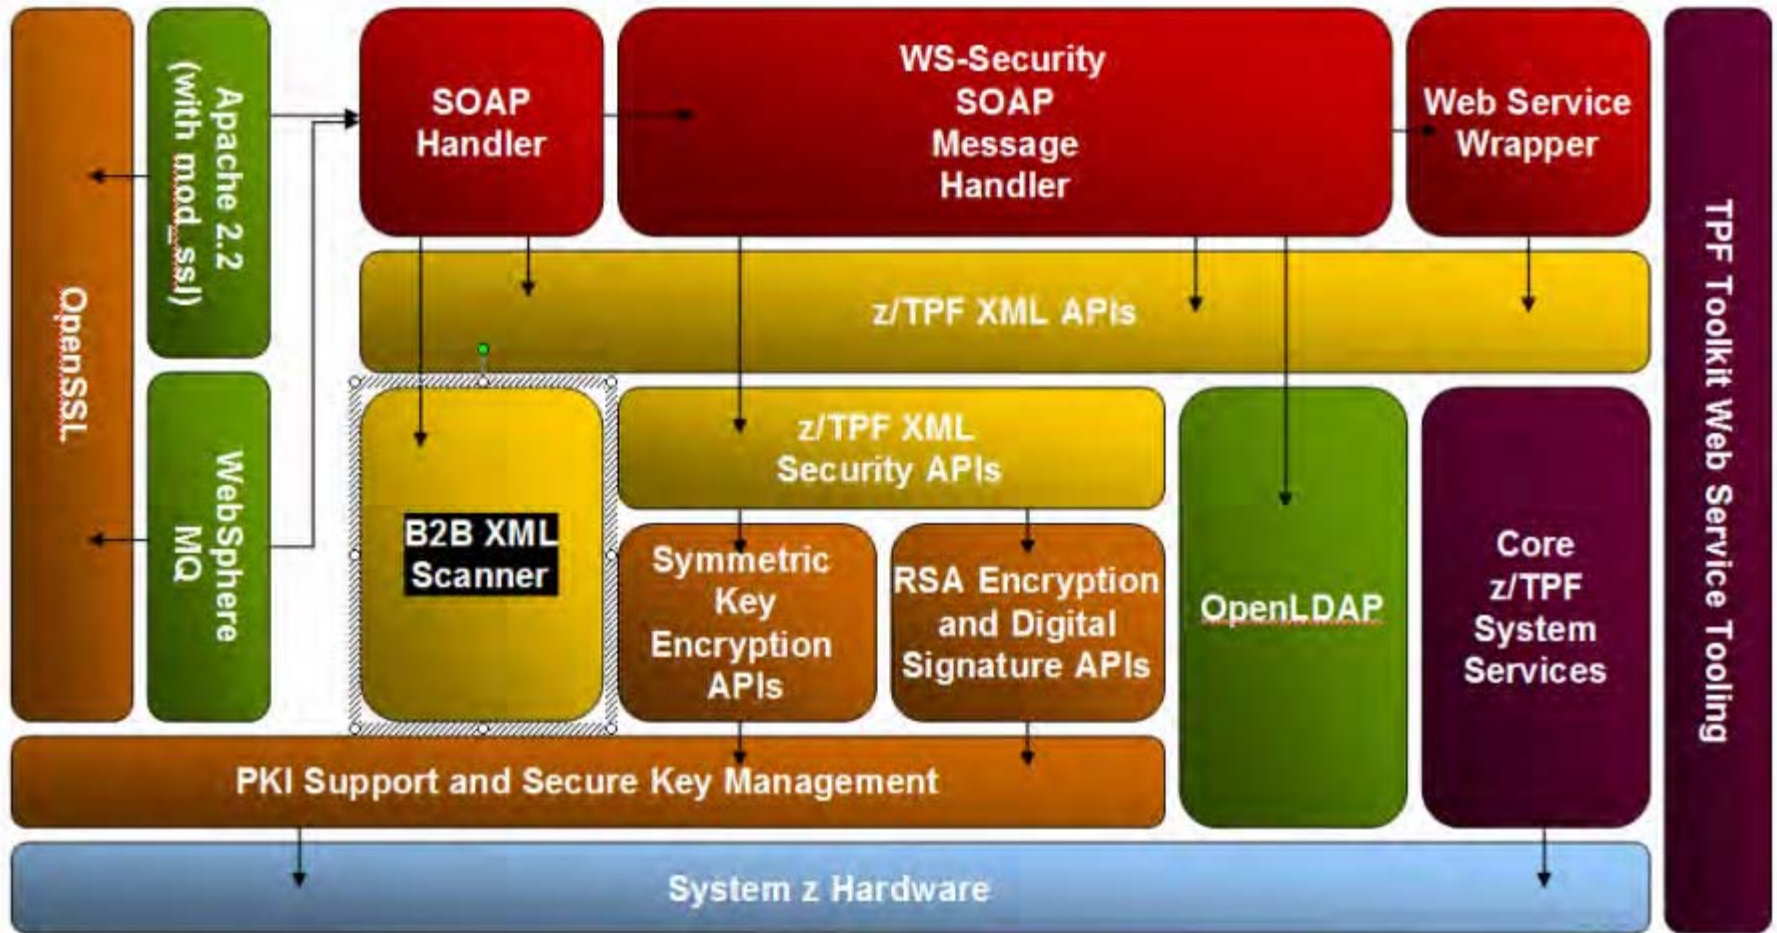 OpenSSL
Apache 2.2
(with mod_ssl)
WebSphere
MQ
SOAP
Handler
WS-Security
SOAP
Message
Handler
Web Service
Wrapper
z/TPF XML APIs
B2B XML
Scanner
z/TPF XML
Security APIs
Symmetric
Key
Encryption
APIs
RSA Encryption
and Digital
Signature APIs
OpenLDAP
Core
z/TPF
System
Services
PKI Support and Secure Key Management
System z Hardware
TPF Toolkit Web Service Tooling